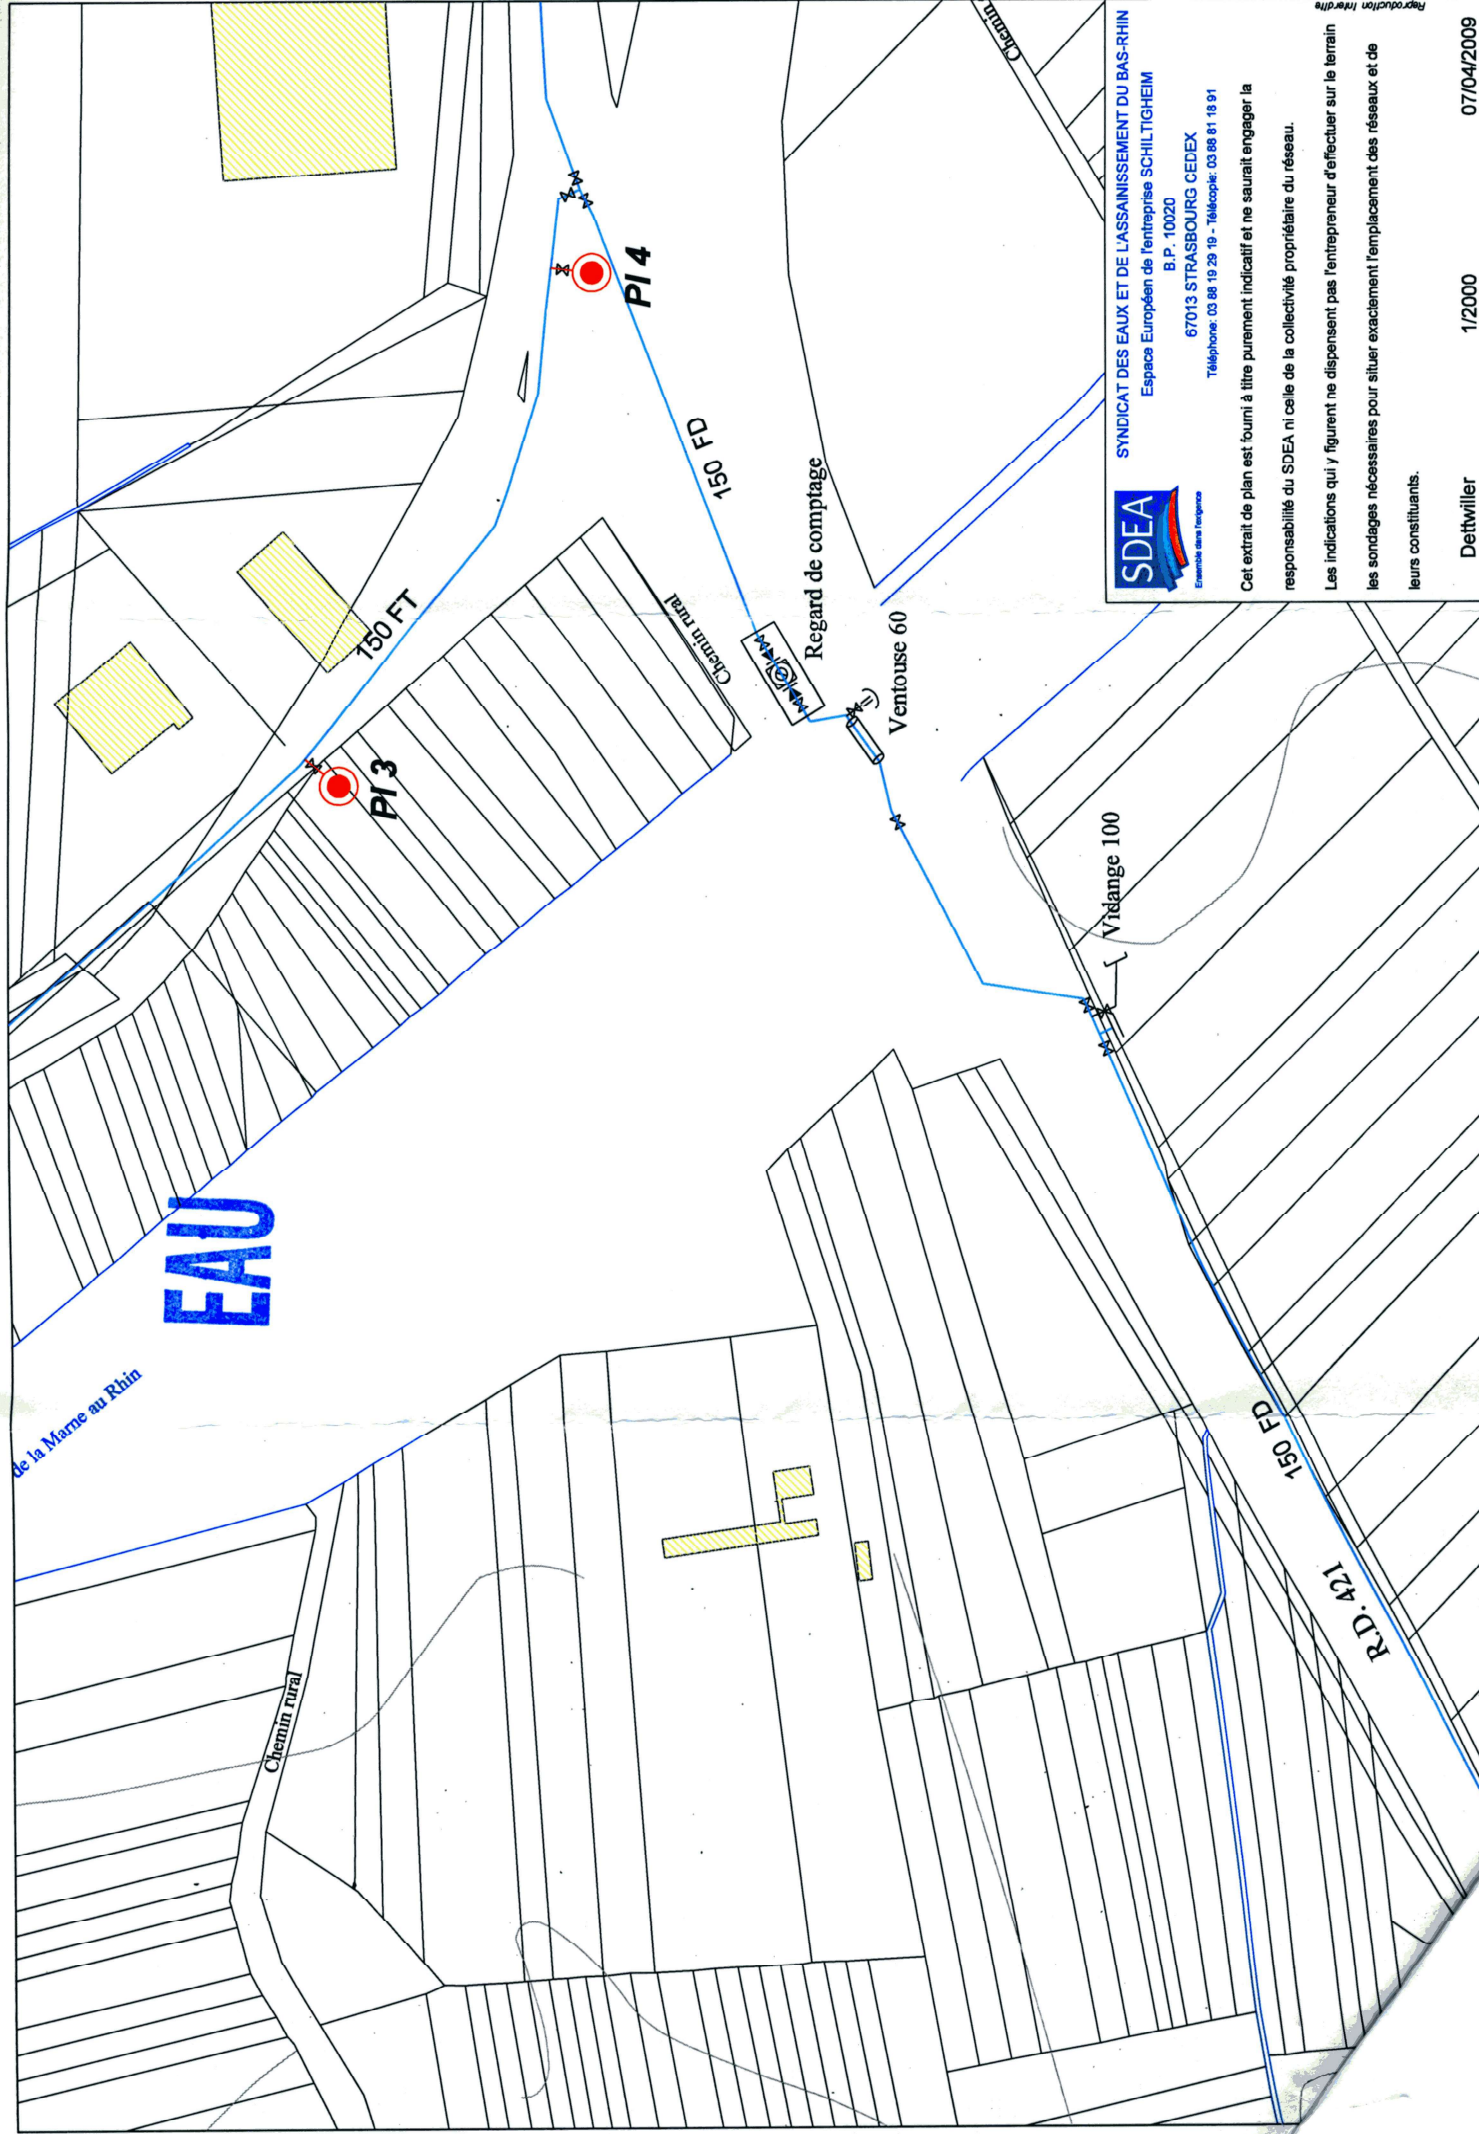 de la Marne au Rhin
EAU
Chemin rural
150 FT
PI 3
PI 4
150 FD
Chemin rural
Regard de comptage
Ventouse 60
Vidange 100
150 FD
R.D. 421
Chemin
SDEA
Ensemble dans l'exigence
SYNDICAT DES EAUX ET DE L'ASSAINISSEMENT DU BAS-RHIN
Espace Européen de l'entreprise SCHILTIGHEIM
B.P. 10020
67013 STRASBOURG CEDEX
Téléphone: 03 88 19 29 19 - Télécopie: 03 88 81 18 91
Cet extrait de plan est fourni à titre purement indicatif et ne saurait engager la
responsabilité du SDEA ni celle de la collectivité propriétaire du réseau.
Les indications qui y figurent ne dispensent pas l'entrepreneur d'effectuer sur le terrain
les sondages nécessaires pour situer exactement l'emplacement des réseaux et de
leurs constituants.
Dettwiller 1/2000 07/04/2009
Reproduction Interdite